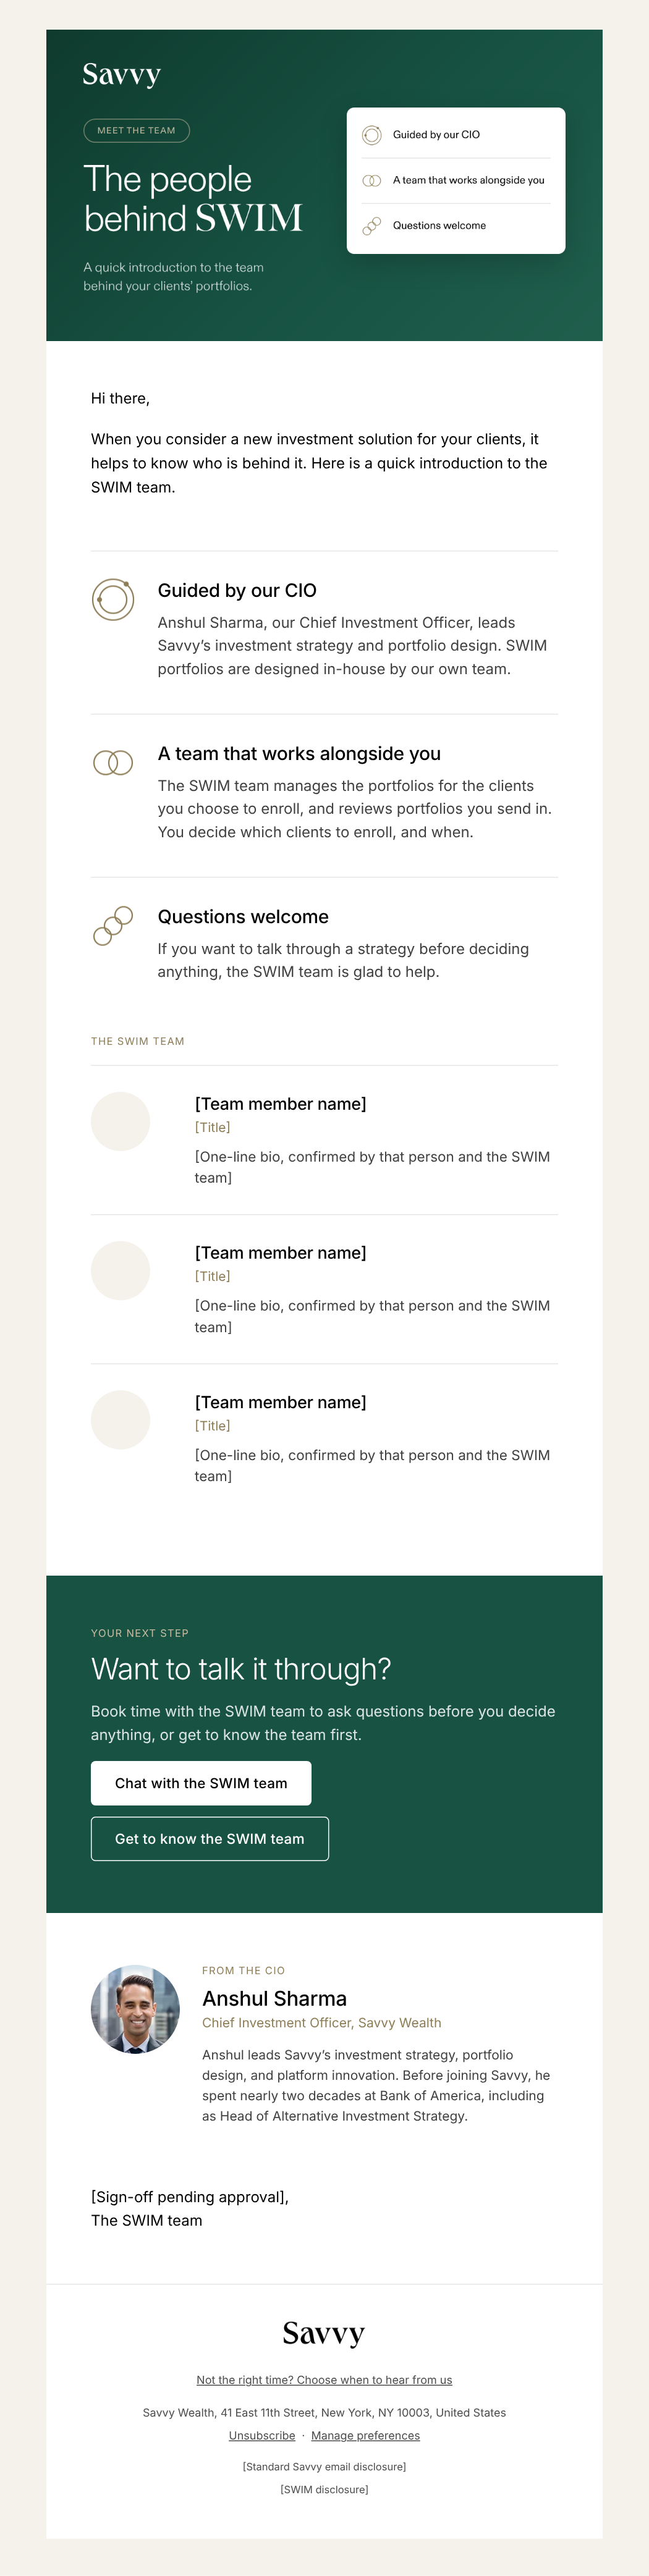 Savvy
MEET THE TEAM
The people
behind SWIM
A quick introduction to the team
behind your clients’ portfolios.
Guided by our CIO
A team that works alongside you
Questions welcome
Hi there,
When you consider a new investment solution for your clients, it
helps to know who is behind it. Here is a quick introduction to the
SWIM team.
Guided by our CIO
Anshul Sharma, our Chief Investment Officer, leads
Savvy’s investment strategy and portfolio design. SWIM
portfolios are designed in-house by our own team.
A team that works alongside you
The SWIM team manages the portfolios for the clients
you choose to enroll, and reviews portfolios you send in.
You decide which clients to enroll, and when.
Questions welcome
If you want to talk through a strategy before deciding
anything, the SWIM team is glad to help.
THE SWIM TEAM
[Team member name]
[Title]
[One-line bio, confirmed by that person and the SWIM
team]
[Team member name]
[Title]
[One-line bio, confirmed by that person and the SWIM
team]
[Team member name]
[Title]
[One-line bio, confirmed by that person and the SWIM
team]
YOUR NEXT STEP
Want to talk it through?
Book time with the SWIM team to ask questions before you decide
anything, or get to know the team first.
Chat with the SWIM team
Get to know the SWIM team
FROM THE CIO
Anshul Sharma
Chief Investment Officer, Savvy Wealth
Anshul leads Savvy’s investment strategy, portfolio
design, and platform innovation. Before joining Savvy, he
spent nearly two decades at Bank of America, including
as Head of Alternative Investment Strategy.
[Sign-off pending approval],
The SWIM team
Savvy
Not the right time? Choose when to hear from us
Savvy Wealth, 41 East 11th Street, New York, NY 10003, United States
Unsubscribe · Manage preferences
[Standard Savvy email disclosure]
[SWIM disclosure]